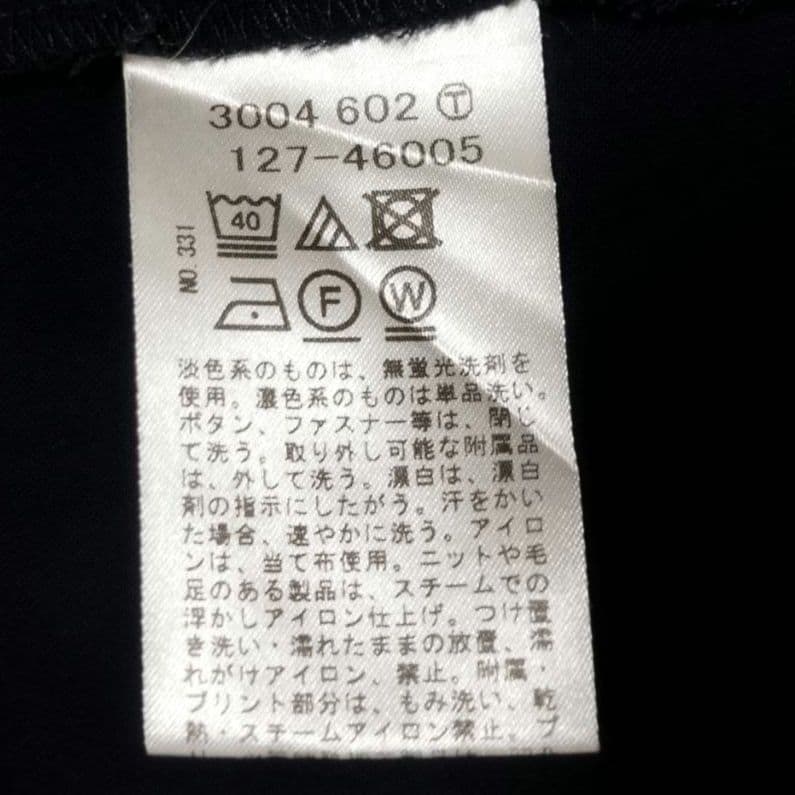 3004 602 Ⓣ
127-46005
NO.331
40
F
W
淡色系のものは、無蛍光洗剤を
使用。濃色系のものは単品洗い。
ボタン、ファスナー等は、閉じ
て洗う。取り外し可能な附属品
は、外して洗う。漂白は、漂白
剤の指示にしたがう。汗をかい
た場合、速やかに洗う。アイロ
ンは、当て布使用。ニットや毛
足のある製品は、スチームでの
浮かしアイロン仕上げ。つけ置
き洗い・濡れたままの放置、濡
れがけアイロン、禁止。附属・
プリント部分は、もみ洗い、乾
熱・スチームアイロン禁止。プ